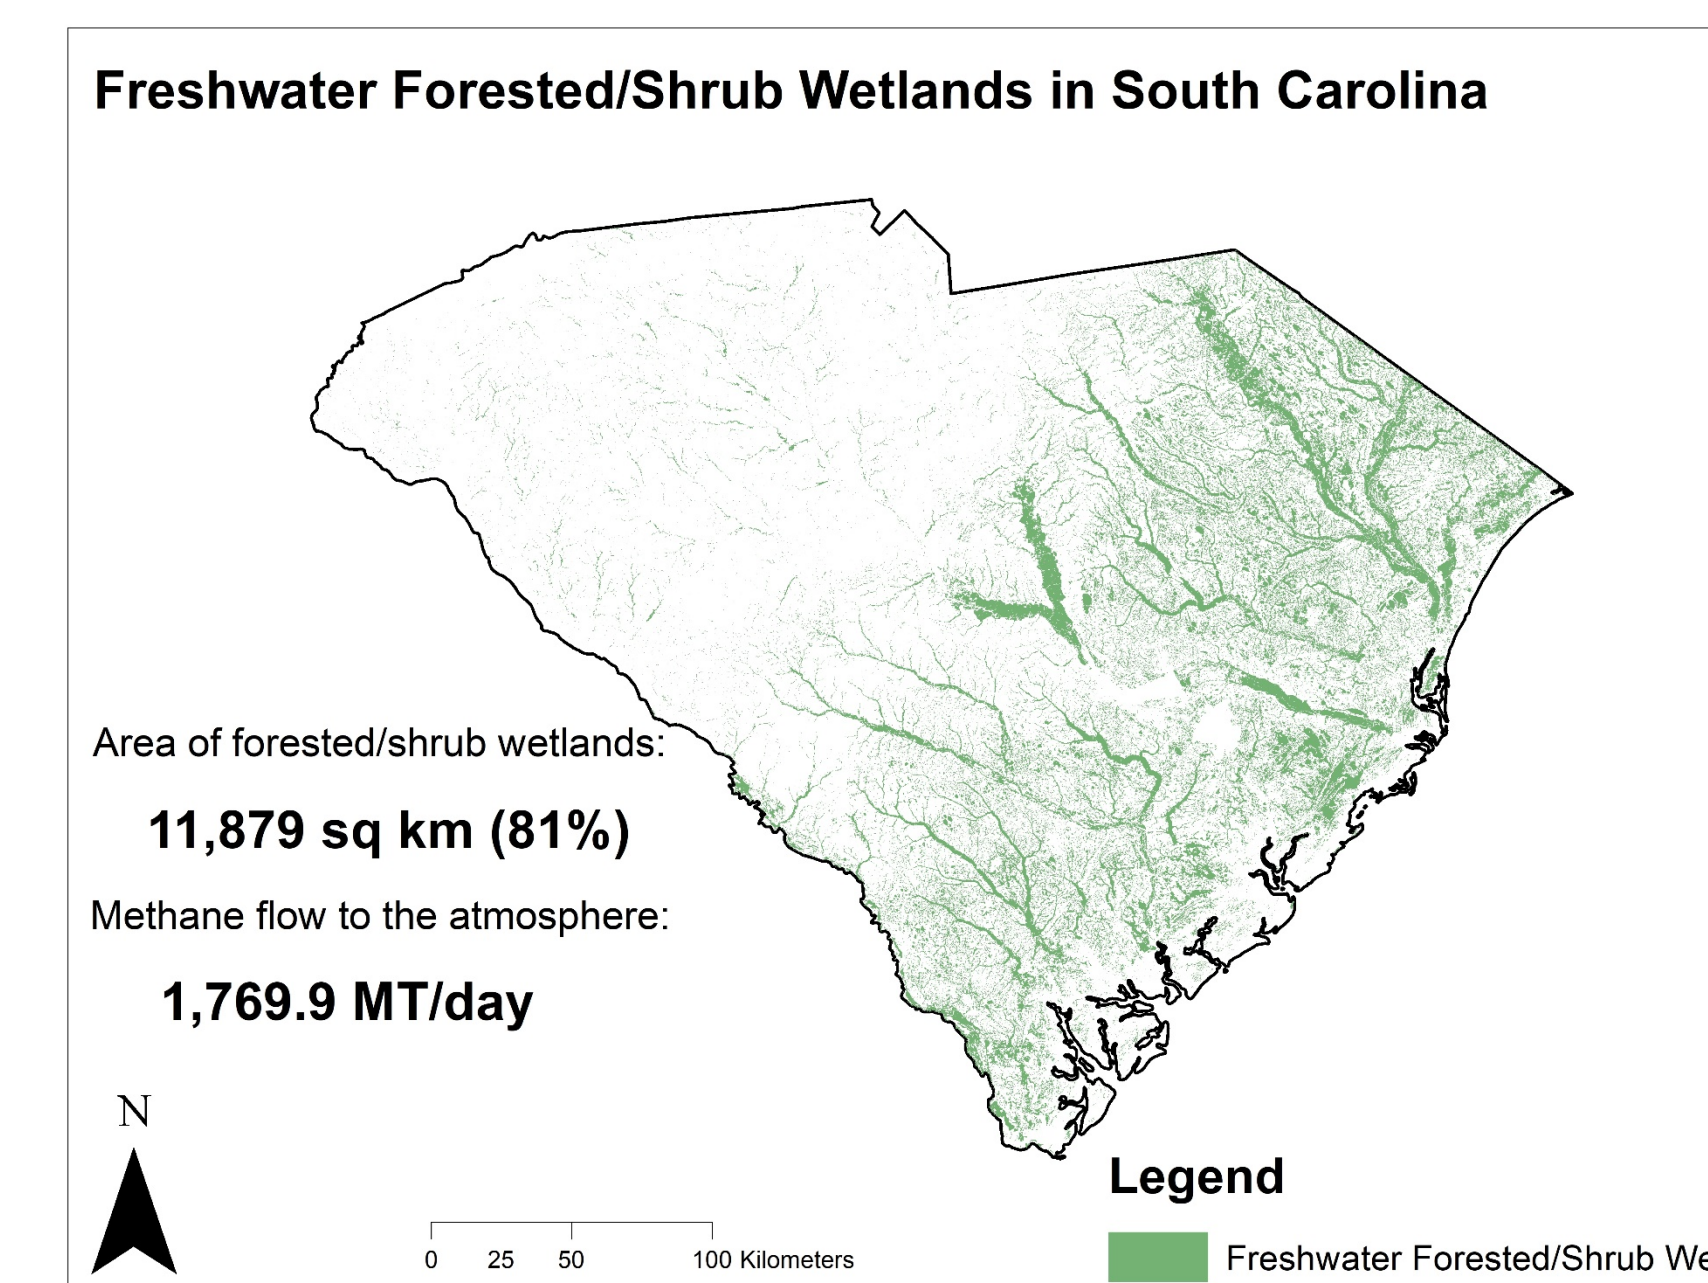 Freshwater Forested/Shrub Wetlands in South Carolina
Area of forested/shrub wetlands:
11,879 sq km (81%)
Methane flow to the atmosphere:
1,769.9 MT/day
N
0 25 50 100 Kilometers
Legend
Freshwater Forested/Shrub We